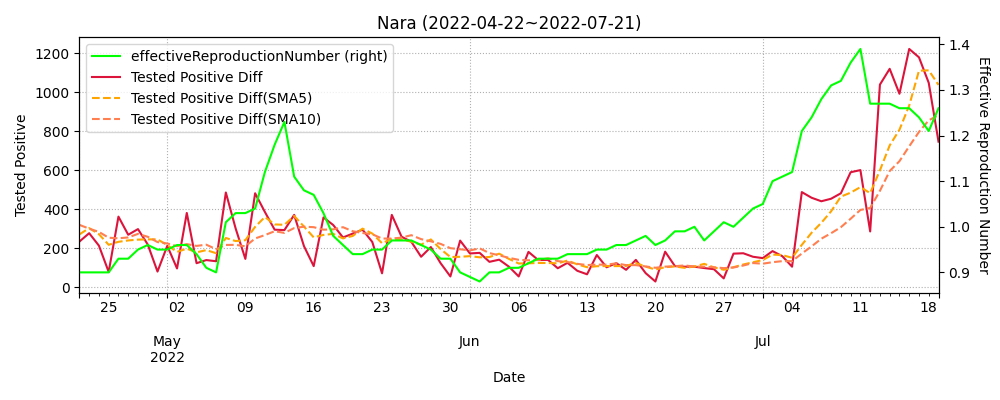 Nara (2022-04-22~2022-07-21)
effectiveReproductionNumber (right)
Tested Positive Diff
Tested Positive Diff(SMA5)
Tested Positive Diff(SMA10)
Tested Positive
1200
1000
800
600
400
200
0
Effective Reproduction Number
1.4
1.3
1.2
1.1
1.0
0.9
25 02 09 16 23 30 06 13 20 27 04 11 18
May Jun Jul
2022
Date